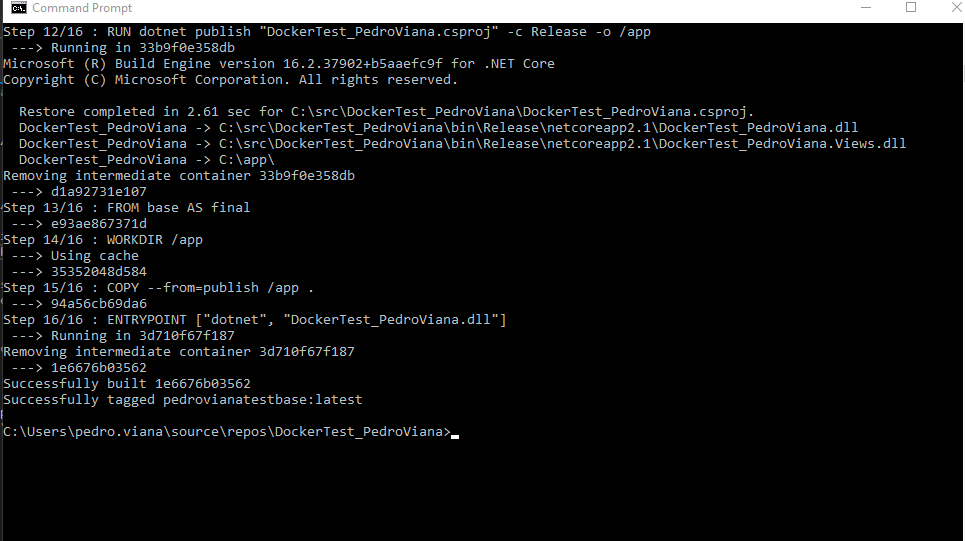 Command Prompt
Step 12/16 : RUN dotnet publish "DockerTest_PedroViana.csproj" -c Release -o /app
 ---> Running in 33b9f0e358db
Microsoft (R) Build Engine version 16.2.37902+b5aaefc9f for .NET Core
Copyright (C) Microsoft Corporation. All rights reserved.

  Restore completed in 2.61 sec for C:\src\DockerTest_PedroViana\DockerTest_PedroViana.csproj.
  DockerTest_PedroViana -> C:\src\DockerTest_PedroViana\bin\Release\netcoreapp2.1\DockerTest_PedroViana.dll
  DockerTest_PedroViana -> C:\src\DockerTest_PedroViana\bin\Release\netcoreapp2.1\DockerTest_PedroViana.Views.dll
  DockerTest_PedroViana -> C:\app\
Removing intermediate container 33b9f0e358db
 ---> d1a92731e107
Step 13/16 : FROM base AS final
 ---> e93ae867371d
Step 14/16 : WORKDIR /app
 ---> Using cache
 ---> 35352048d584
Step 15/16 : COPY --from=publish /app .
 ---> 94a56cb69da6
Step 16/16 : ENTRYPOINT ["dotnet", "DockerTest_PedroViana.dll"]
 ---> Running in 3d710f67f187
Removing intermediate container 3d710f67f187
 ---> 1e6676b03562
Successfully built 1e6676b03562
Successfully tagged pedrovianatestbase:latest

C:\Users\pedro.viana\source\repos\DockerTest_PedroViana>